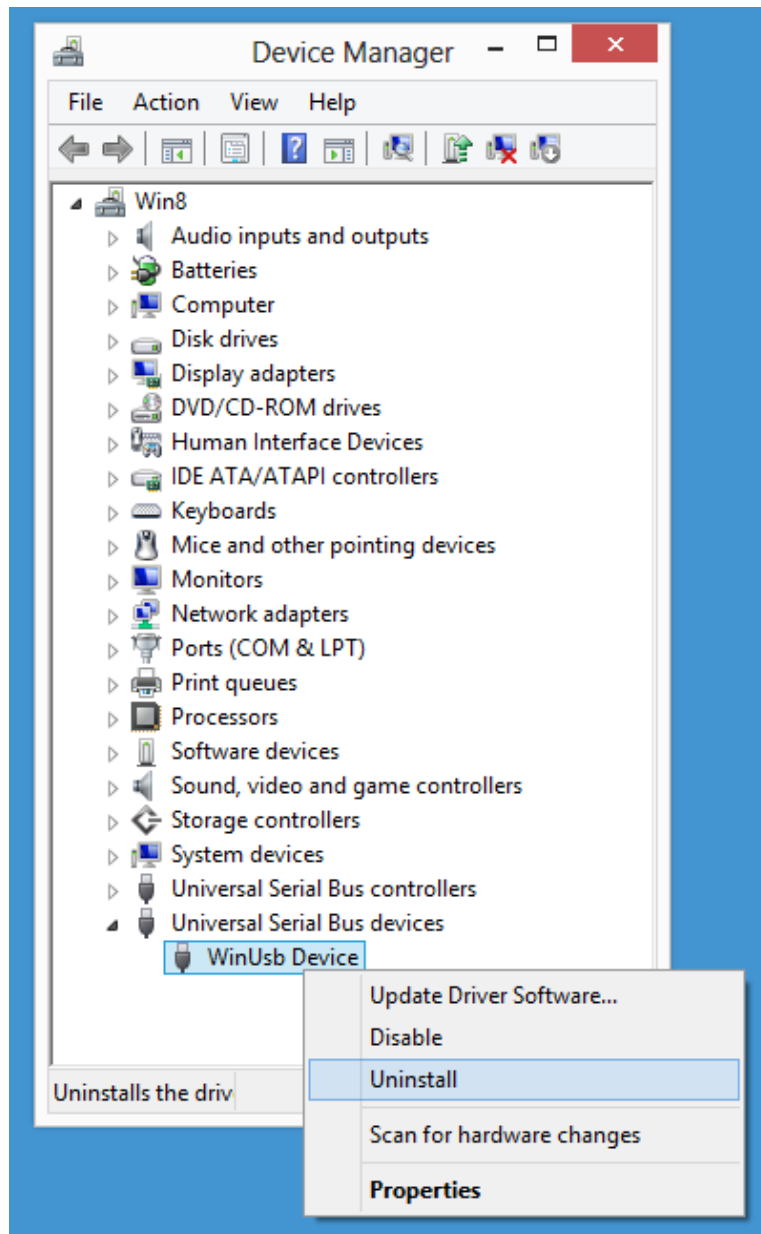 Device Manager
File Action View Help
Win8
Audio inputs and outputs
Batteries
Computer
Disk drives
Display adapters
DVD/CD-ROM drives
Human Interface Devices
IDE ATA/ATAPI controllers
Keyboards
Mice and other pointing devices
Monitors
Network adapters
Ports (COM & LPT)
Print queues
Processors
Software devices
Sound, video and game controllers
Storage controllers
System devices
Universal Serial Bus controllers
Universal Serial Bus devices
WinUsb Device
Update Driver Software...
Disable
Uninstall
Scan for hardware changes
Properties
Uninstalls the driv